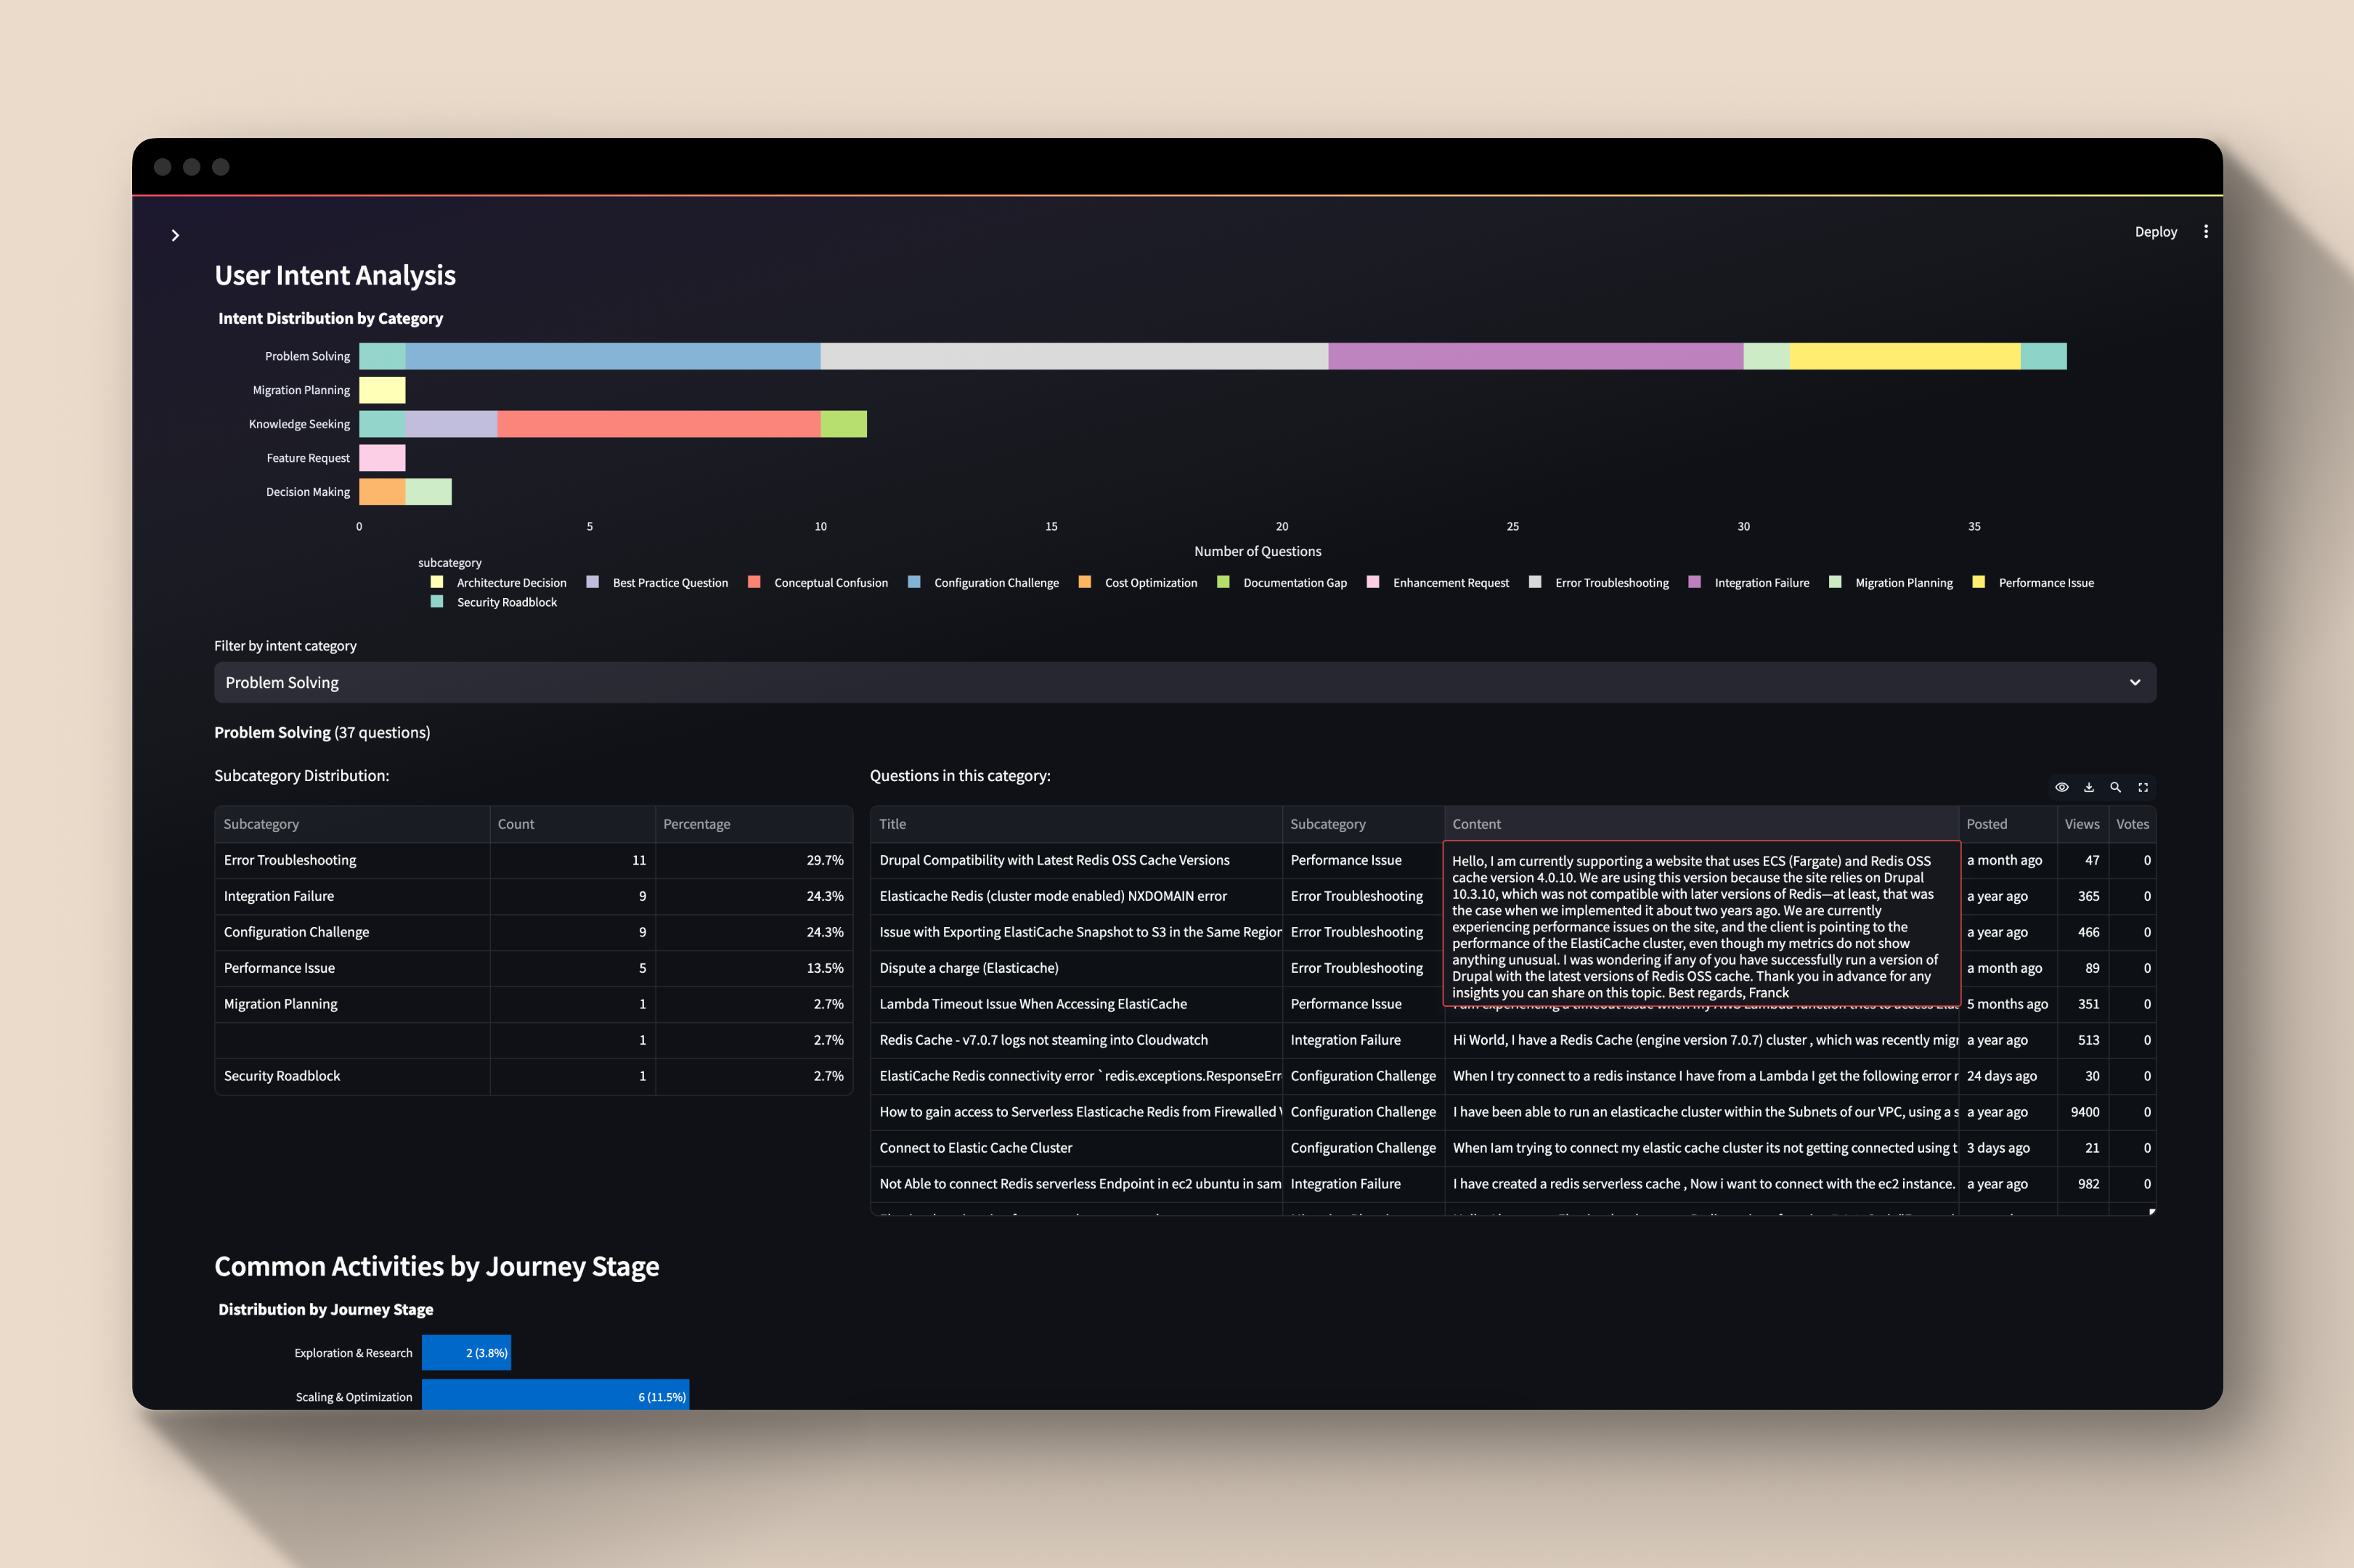 Deploy
User Intent Analysis
Intent Distribution by Category
Problem Solving
Migration Planning
Knowledge Seeking
Feature Request
Decision Making
0 5 10 15 20 25 30 35
Number of Questions
subcategory
Architecture Decision Best Practice Question Conceptual Confusion Configuration Challenge Cost Optimization Documentation Gap Enhancement Request Error Troubleshooting Integration Failure Migration Planning Performance Issue
Security Roadblock
Filter by intent category
Problem Solving
Problem Solving (37 questions)
Subcategory Distribution:
Subcategory Count Percentage
Error Troubleshooting 11 29.7%
Integration Failure 9 24.3%
Configuration Challenge 9 24.3%
Performance Issue 5 13.5%
Migration Planning 1 2.7%
1 2.7%
Security Roadblock 1 2.7%
Questions in this category:
Title Subcategory Content Posted Views Votes
Drupal Compatibility with Latest Redis OSS Cache Versions Performance Issue a month ago 47 0
Elasticache Redis (cluster mode enabled) NXDOMAIN error Error Troubleshooting a year ago 365 0
Issue with Exporting ElastiCache Snapshot to S3 in the Same Region Error Troubleshooting a year ago 466 0
Dispute a charge (Elasticache) Error Troubleshooting a month ago 89 0
Lambda Timeout Issue When Accessing ElastiCache Performance Issue 5 months ago 351 0
Hello, I am currently supporting a website that uses ECS (Fargate) and Redis OSS
cache version 4.0.10. We are using this version because the site relies on Drupal
10.3.10, which was not compatible with later versions of Redis—at least, that was
the case when we implemented it about two years ago. We are currently
experiencing performance issues on the site, and the client is pointing to the
performance of the ElastiCache cluster, even though my metrics do not show
anything unusual. I was wondering if any of you have successfully run a version of
Drupal with the latest versions of Redis OSS cache. Thank you in advance for any
insights you can share on this topic. Best regards, Franck
Redis Cache - v7.0.7 logs not steaming into Cloudwatch Integration Failure Hi World, I have a Redis Cache (engine version 7.0.7) cluster , which was recently migr a year ago 513 0
ElastiCache Redis connectivity error `redis.exceptions.ResponseErr Configuration Challenge When I try connect to a redis instance I have from a Lambda I get the following error r 24 days ago 30 0
How to gain access to Serverless Elasticache Redis from Firewalled V Configuration Challenge I have been able to run an elasticache cluster within the Subnets of our VPC, using a s a year ago 9400 0
Connect to Elastic Cache Cluster Configuration Challenge When Iam trying to connect my elastic cache cluster its not getting connected using t 3 days ago 21 0
Not Able to connect Redis serverless Endpoint in ec2 ubuntu in sam Integration Failure I have created a redis serverless cache , Now i want to connect with the ec2 instance. a year ago 982 0
Common Activities by Journey Stage
Distribution by Journey Stage
Exploration & Research 2 (3.8%)
Scaling & Optimization 6 (11.5%)